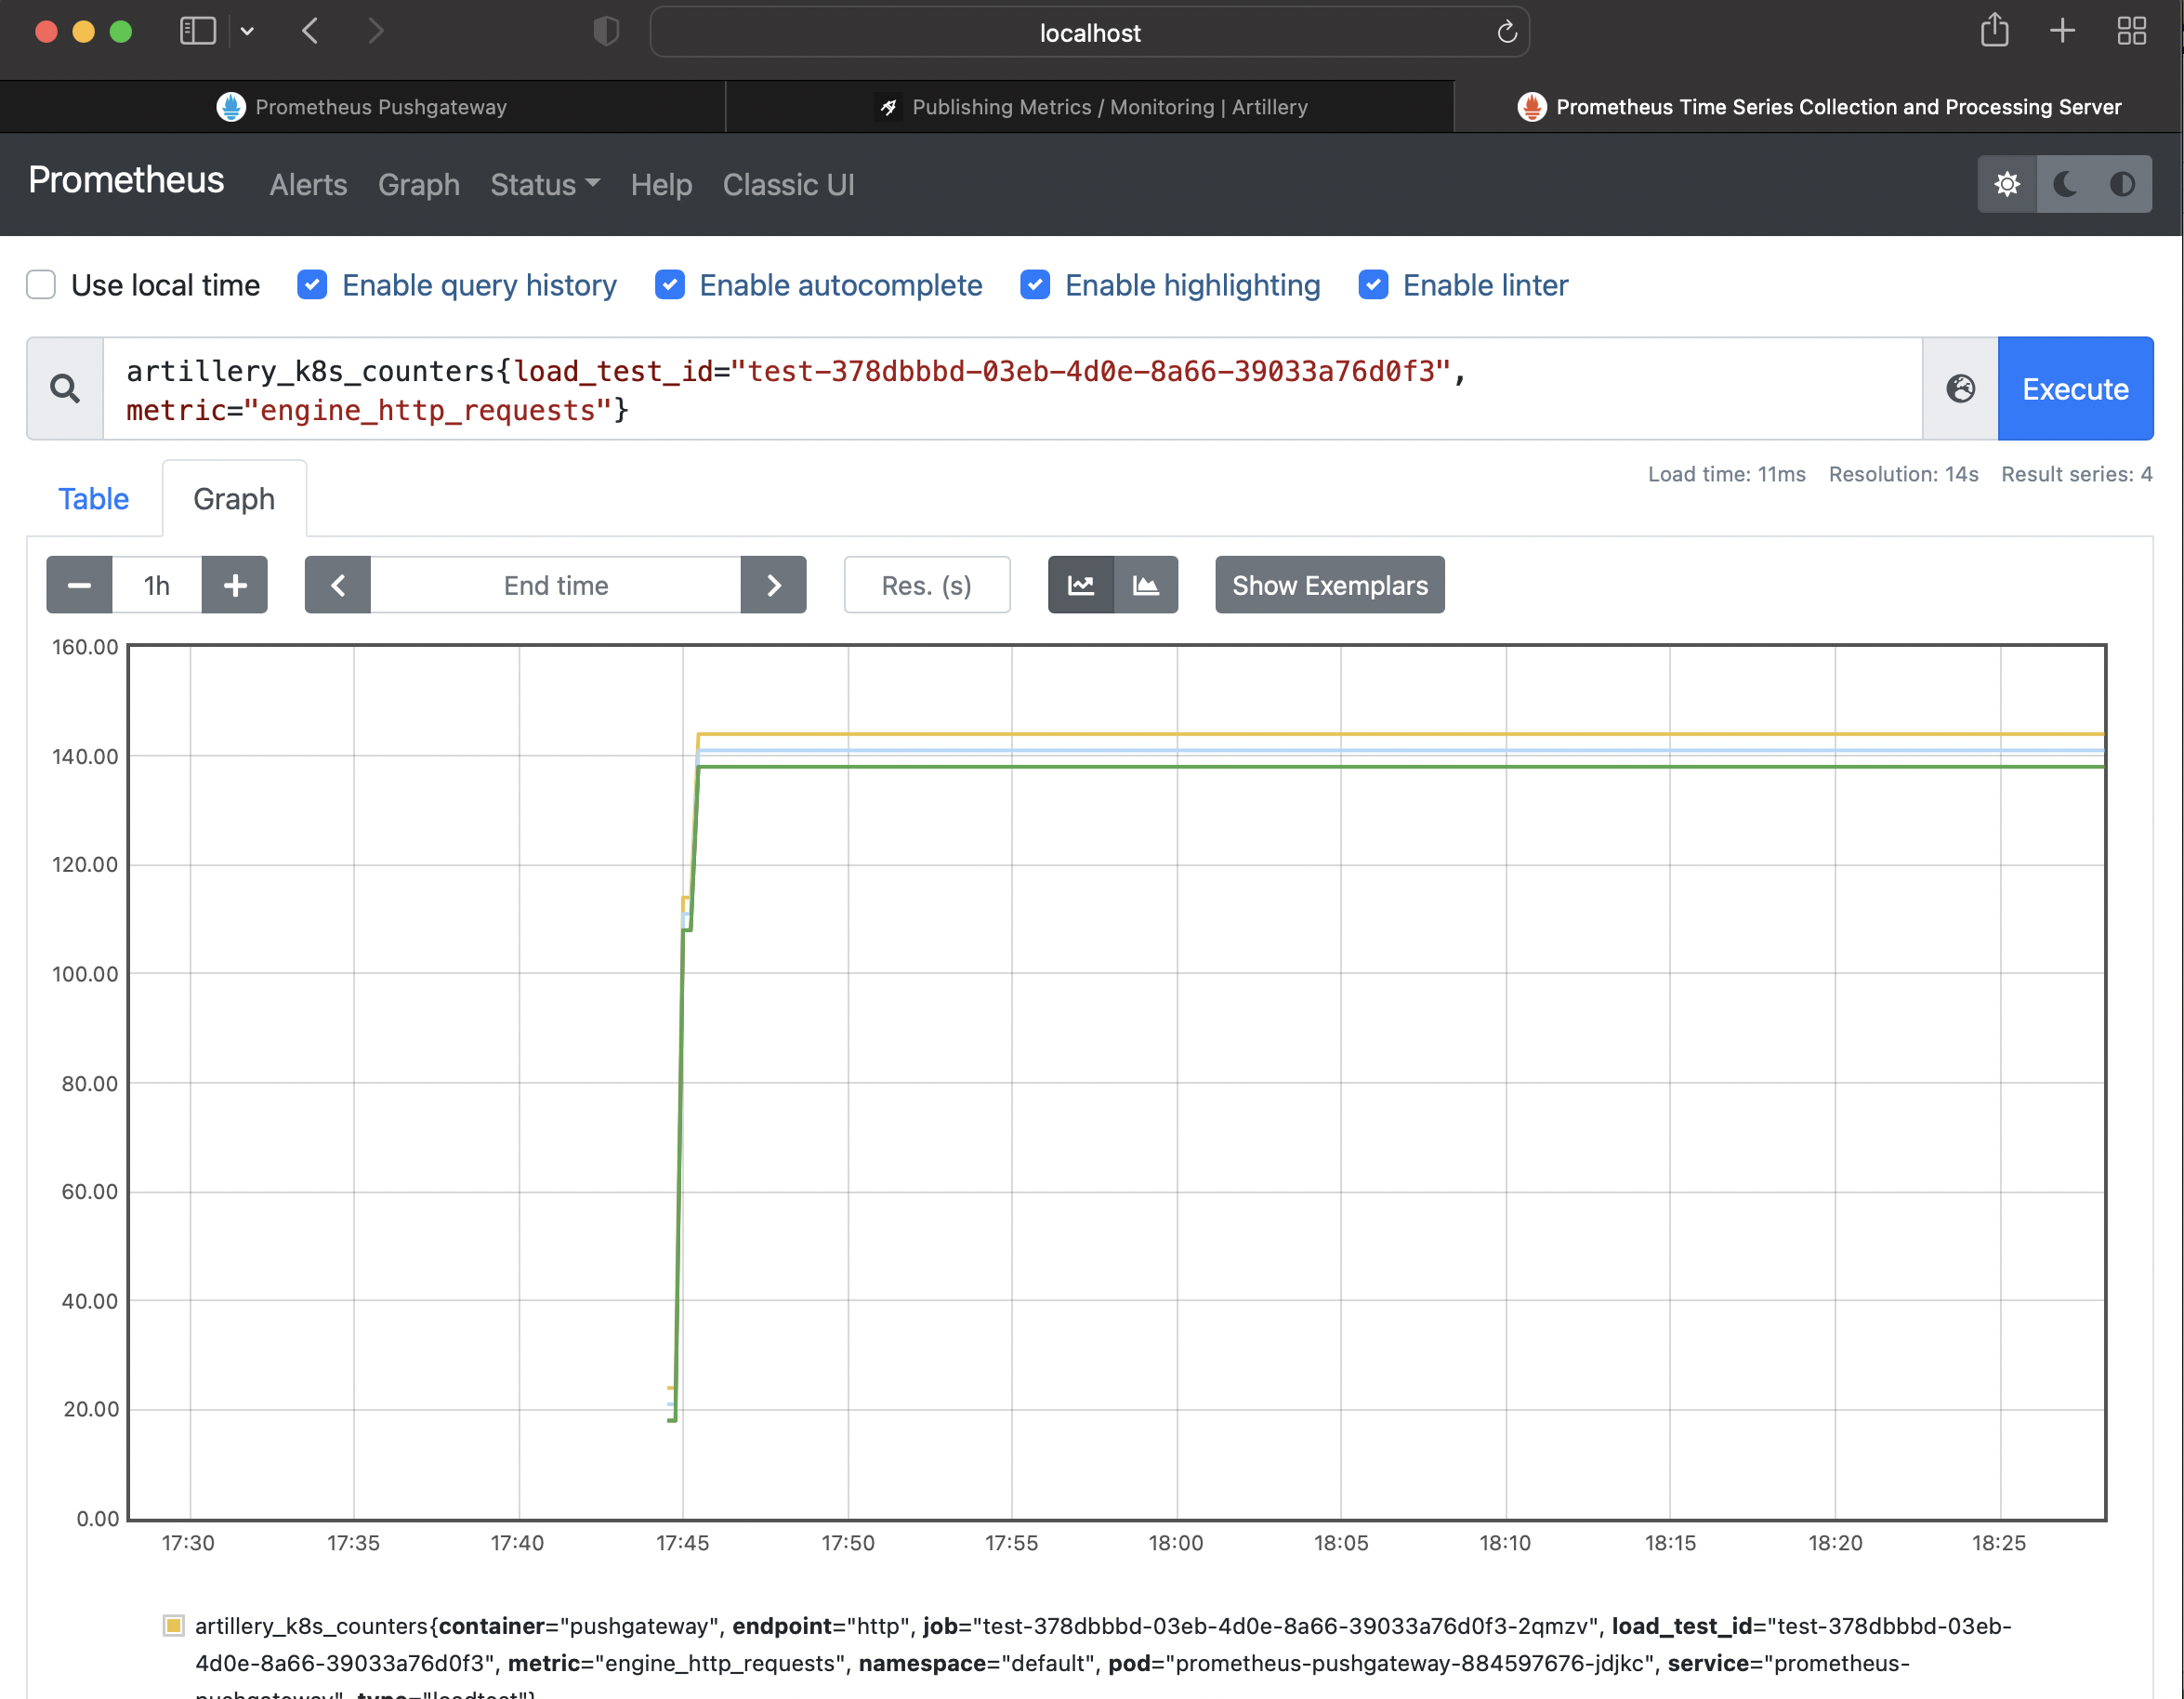 localhost
Prometheus Pushgateway
Publishing Metrics / Monitoring | Artillery
Prometheus Time Series Collection and Processing Server
Prometheus Alerts Graph Status Help Classic UI
Use local time Enable query history Enable autocomplete Enable highlighting Enable linter
artillery_k8s_counters{load_test_id="test-378dbbbd-03eb-4d0e-8a66-39033a76d0f3",
metric="engine_http_requests"}
Execute
Load time: 11ms Resolution: 14s Result series: 4
Table Graph
1h End time Res. (s) Show Exemplars
160.00
140.00
120.00
100.00
80.00
60.00
40.00
20.00
0.00
17:30 17:35 17:40 17:45 17:50 17:55 18:00 18:05 18:10 18:15 18:20 18:25
artillery_k8s_counters{container="pushgateway", endpoint="http", job="test-378dbbbd-03eb-4d0e-8a66-39033a76d0f3-2qmzv", load_test_id="test-378dbbbd-03eb-
4d0e-8a66-39033a76d0f3", metric="engine_http_requests", namespace="default", pod="prometheus-pushgateway-884597676-jdjkc", service="prometheus-
pushgateway", type="loadtest"}